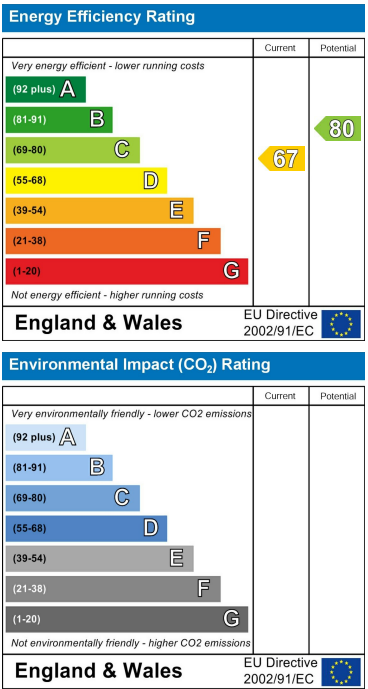 Energy Efficiency Rating
Current
Potential
Very energy efficient - lower running costs
(92 plus) A
(81-91) B
80
(69-80) C
67
(55-68) D
(39-54) E
(21-38) F
(1-20) G
Not energy efficient - higher running costs
England & Wales
EU Directive
2002/91/EC
Environmental Impact (CO₂) Rating
Current
Potential
Very environmentally friendly - lower CO2 emissions
(92 plus) A
(81-91) B
(69-80) C
(55-68) D
(39-54) E
(21-38) F
(1-20) G
Not environmentally friendly - higher CO2 emissions
England & Wales
EU Directive
2002/91/EC